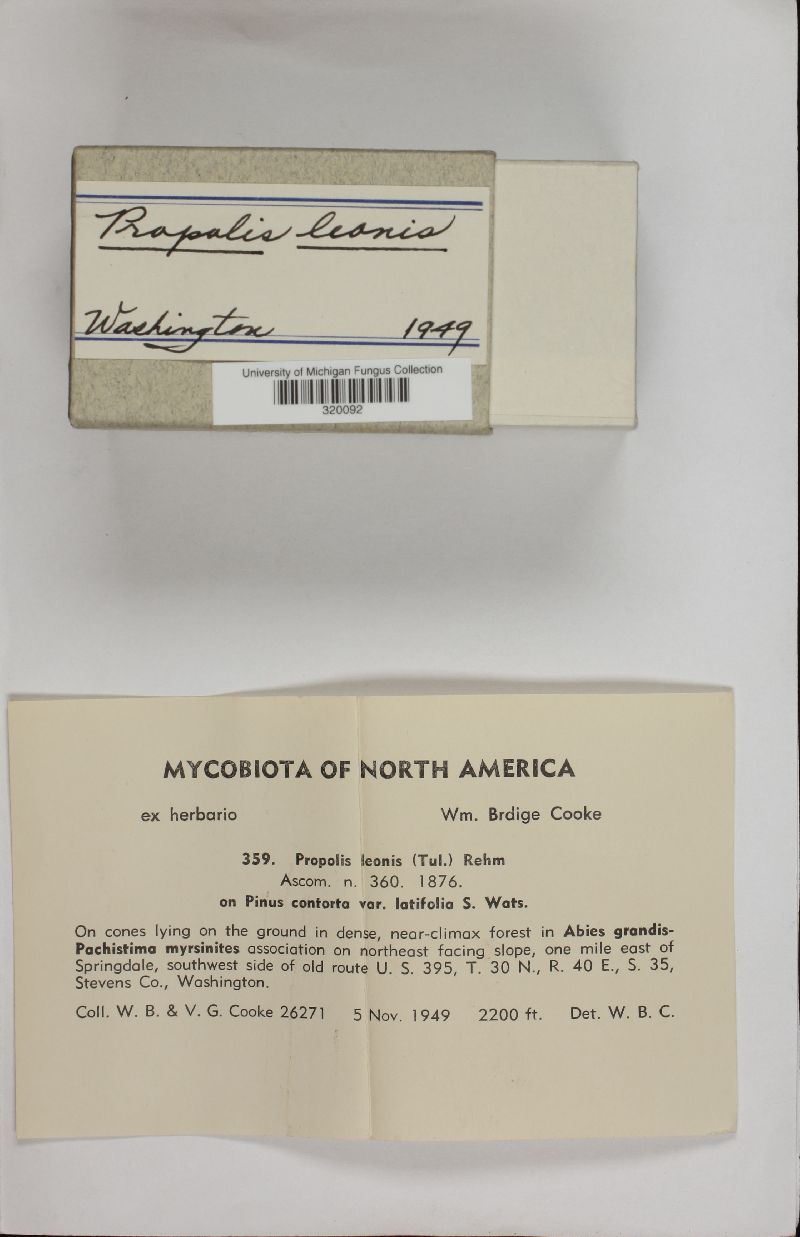 Propolis leonis
Washington 1949
University of Michigan Fungus Collection
320092
MYCOBIOTA OF NORTH AMERICA
ex herbario Wm. Brdige Cooke
359. Propolis leonis (Tul.) Rehm
Ascom. n. 360. 1876.
on Pinus contorta var. latifolia S. Wats.
On cones lying on the ground in dense, near-climax forest in Abies grandis-
Pachistima myrsinites association on northeast facing slope, one mile east of
Springdale, southwest side of old route U. S. 395, T. 30 N., R. 40 E., S. 35,
Stevens Co., Washington.
Coll. W. B. & V. G. Cooke 26271 5 Nov. 1949 2200 ft. Det. W. B. C.